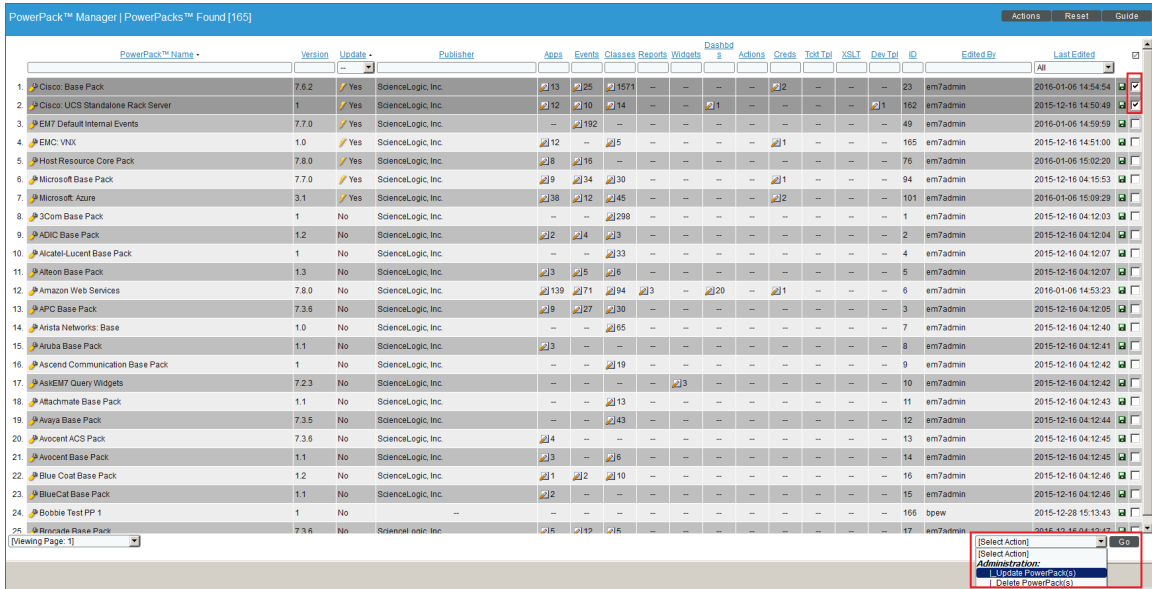 PowerPack™ Manager | PowerPacks™ Found [165] Actions Reset Guide
PowerPack™ Name Version Update Publisher Apps Events Classes Reports Widgets Dashbds Actions Creds Tckt Tpl XSLT Dev Tpl ID Edited By Last Edited
-- All
1. Cisco: Base Pack 7.6.2 Yes ScienceLogic, Inc. 13 25 1571 -- -- -- -- 2 -- -- -- 23 em7admin 2016-01-06 14:54:54
2. Cisco: UCS Standalone Rack Server 1 Yes ScienceLogic, Inc. 12 10 14 -- -- 1 -- -- -- -- 1 162 em7admin 2015-12-16 14:50:49
3. EM7 Default Internal Events 7.7.0 Yes ScienceLogic, Inc. -- 192 -- -- -- -- -- -- -- -- -- 49 em7admin 2016-01-06 14:59:59
4. EMC: VNX 1.0 Yes ScienceLogic, Inc. 12 -- 5 -- -- -- -- 1 -- -- -- 165 em7admin 2015-12-16 14:51:00
5. Host Resource Core Pack 7.8.0 Yes ScienceLogic, Inc. 8 16 -- -- -- -- -- -- -- -- -- 76 em7admin 2016-01-06 15:02:20
6. Microsoft Base Pack 7.7.0 Yes ScienceLogic, Inc. 9 34 30 -- -- -- -- 1 -- -- -- 94 em7admin 2015-12-16 04:15:53
7. Microsoft: Azure 3.1 Yes ScienceLogic, Inc. 38 12 45 -- -- -- -- 2 -- -- -- 101 em7admin 2016-01-06 15:09:29
8. 3Com Base Pack 1 No ScienceLogic, Inc. -- -- 298 -- -- -- -- -- -- -- -- 1 em7admin 2015-12-16 04:12:03
9. ADIC Base Pack 1.2 No ScienceLogic, Inc. 2 4 3 -- -- -- -- -- -- -- -- 2 em7admin 2015-12-16 04:12:04
10. Alcatel-Lucent Base Pack 1 No ScienceLogic, Inc. -- -- 33 -- -- -- -- -- -- -- -- 4 em7admin 2015-12-16 04:12:07
11. Alteon Base Pack 1.3 No ScienceLogic, Inc. 3 5 6 -- -- -- -- -- -- -- -- 5 em7admin 2015-12-16 04:12:07
12. Amazon Web Services 7.8.0 No ScienceLogic, Inc. 139 71 94 3 -- 20 -- 1 -- -- -- 6 em7admin 2016-01-06 14:53:23
13. APC Base Pack 7.3.6 No ScienceLogic, Inc. 9 27 30 -- -- -- -- -- -- -- -- 3 em7admin 2015-12-16 04:12:05
14. Arista Networks: Base 1.0 No ScienceLogic, Inc. -- -- 65 -- -- -- -- -- -- -- -- 7 em7admin 2015-12-16 04:12:40
15. Aruba Base Pack 1.1 No ScienceLogic, Inc. 3 -- -- -- -- -- -- -- -- -- -- 8 em7admin 2015-12-16 04:12:41
16. Ascend Communication Base Pack 1 No ScienceLogic, Inc. -- -- 19 -- -- -- -- -- -- -- -- 9 em7admin 2015-12-16 04:12:42
17. AskEM7 Query Widgets 7.2.3 No ScienceLogic, Inc. -- -- -- -- 3 -- -- -- -- -- -- 10 em7admin 2015-12-16 04:12:42
18. Attachmate Base Pack 1.1 No ScienceLogic, Inc. -- -- 13 -- -- -- -- -- -- -- -- 11 em7admin 2015-12-16 04:12:43
19. Avaya Base Pack 7.3.5 No ScienceLogic, Inc. -- -- 43 -- -- -- -- -- -- -- -- 12 em7admin 2015-12-16 04:12:44
20. Avocent ACS Pack 7.3.6 No ScienceLogic, Inc. 4 -- -- -- -- -- -- -- -- -- -- 13 em7admin 2015-12-16 04:12:45
21. Avocent Base Pack 1.1 No ScienceLogic, Inc. 3 -- 6 -- -- -- -- -- -- -- -- 14 em7admin 2015-12-16 04:12:45
22. Blue Coat Base Pack 1.2 No ScienceLogic, Inc. 1 2 10 -- -- -- -- -- -- -- -- 16 em7admin 2015-12-16 04:12:46
23. BlueCat Base Pack 1.1 No ScienceLogic, Inc. 2 -- -- -- -- -- -- -- -- -- -- 15 em7admin 2015-12-16 04:12:46
24. Bobbie Test PP 1 1 No -- -- -- -- -- -- -- -- -- -- -- -- 166 bpew 2015-12-28 15:13:43
25. Brocade Base Pack 7.3.6 No ScienceLogic, Inc. 5 12 5 -- -- -- -- -- -- -- -- 17 em7admin 2015-12-16 04:12:47
[Viewing Page: 1] [Select Action] Go
[Select Action]
Administration:
Update PowerPack(s)
Delete PowerPack(s)